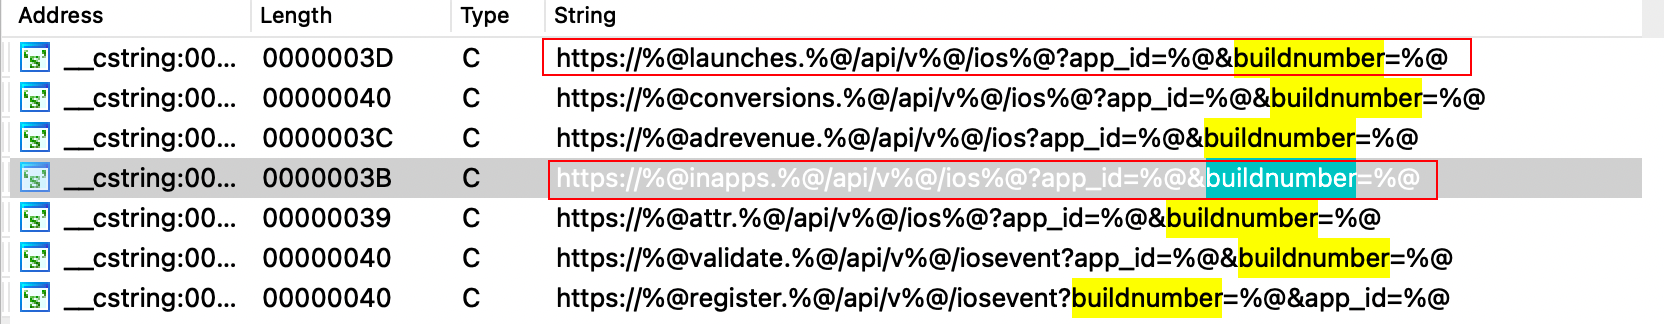 Address Length Type String
's' __cstring:00... 0000003D C https://%@launches.%@/api/v%@/ios%@?app_id=%@&buildnumber=%@
's' __cstring:00... 00000040 C https://%@conversions.%@/api/v%@/ios%@?app_id=%@&buildnumber=%@
's' __cstring:00... 0000003C C https://%@adrevenue.%@/api/v%@/ios?app_id=%@&buildnumber=%@
's' __cstring:00... 0000003B C https://%@inapps.%@/api/v%@/ios%@?app_id=%@&buildnumber=%@
's' __cstring:00... 00000039 C https://%@attr.%@/api/v%@/ios%@?app_id=%@&buildnumber=%@
's' __cstring:00... 00000040 C https://%@validate.%@/api/v%@/iosevent?app_id=%@&buildnumber=%@
's' __cstring:00... 00000040 C https://%@register.%@/api/v%@/iosevent?buildnumber=%@&app_id=%@